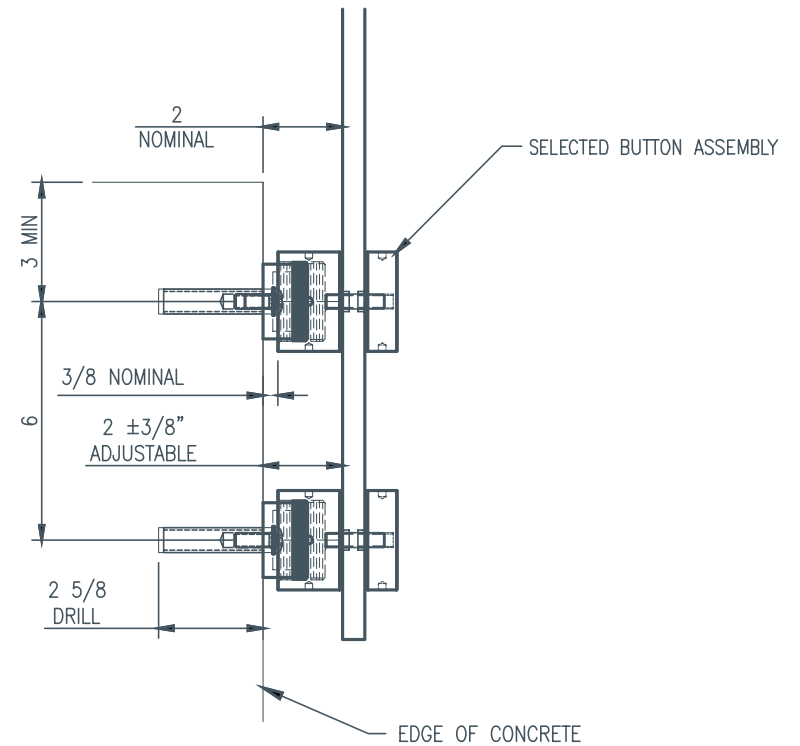 2
NOMINAL
SELECTED BUTTON ASSEMBLY
3 MIN
3/8 NOMINAL
6
2 ±3/8”
ADJUSTABLE
2 5/8
DRILL
EDGE OF CONCRETE